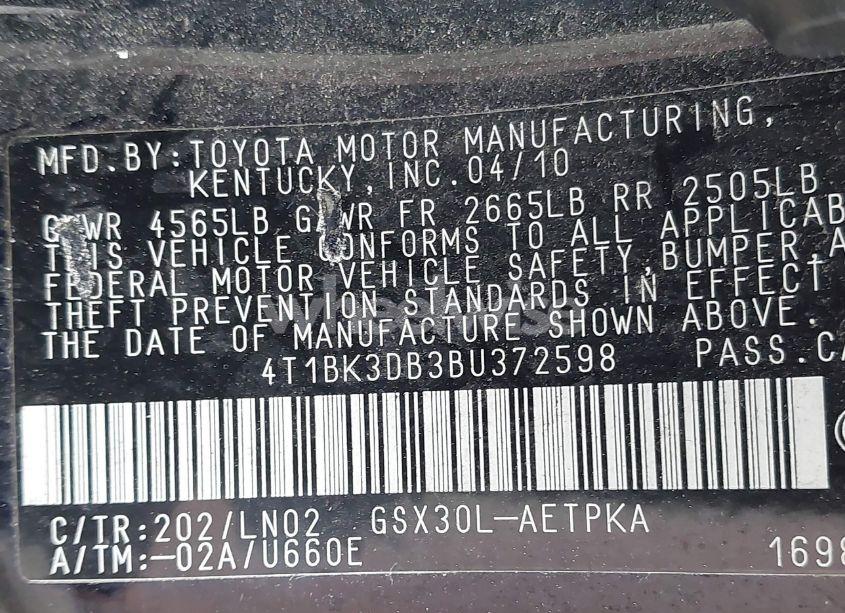 MFD.BY:TOYOTA MOTOR MANUFACTURING,
KENTUCKY,INC.04/10
GVWR 4565LB GAWR FR 2665LB RR 2505LB
THIS VEHICLE CONFORMS TO ALL APPLICAB
FEDERAL MOTOR VEHICLE SAFETY,BUMPER,A
THEFT PREVENTION STANDARDS IN EFFECT
THE DATE OF MANUFACTURE SHOWN ABOVE.
4T1BK3DB3BU372598 PASS.CA
C/TR:202/LN02 GSX30L-AETPKA
A/TM:-02A/U660E 1698